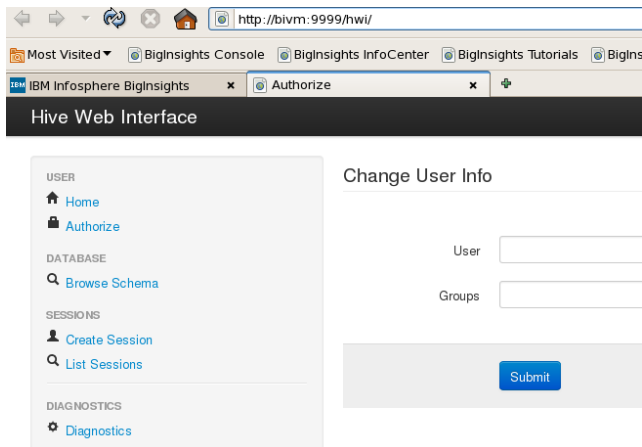 http://bivm:9999/hwi/
Most Visited BigInsights Console BigInsights InfoCenter BigInsights Tutorials BigIns
IBM IBM Infosphere BigInsights Authorize
Hive Web Interface
USER
Home
Authorize
DATABASE
Browse Schema
SESSIONS
Create Session
List Sessions
DIAGNOSTICS
Diagnostics
Change User Info
User
Groups
Submit